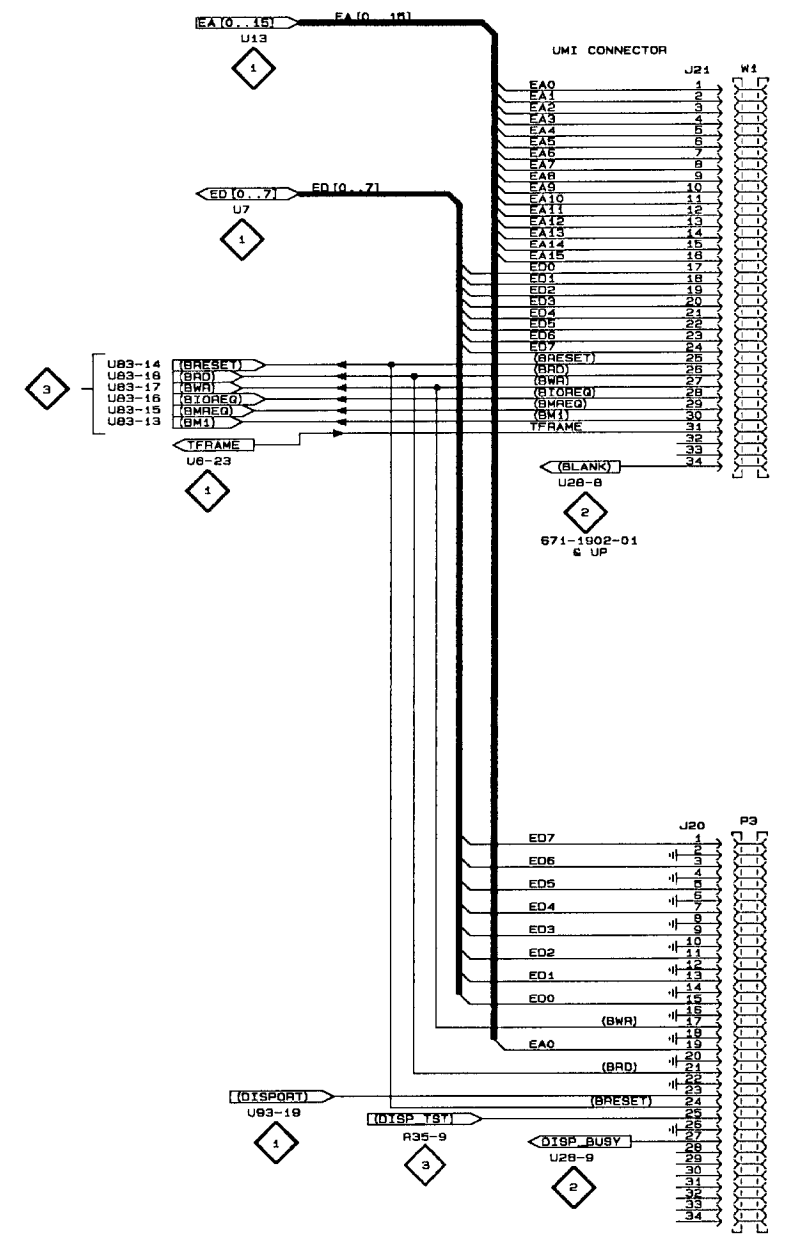 EA[0..15]
EA[0..15]
U13
1
UMI CONNECTOR
J21
W1
EA0
1
EA1
2
EA2
3
EA3
4
EA4
5
EA5
6
EA6
7
EA7
8
EA8
9
EA9
10
EA10
11
EA11
12
EA12
13
EA13
14
EA14
15
EA15
16
ED[0..7]
ED[0..7]
U7
1
ED0
17
ED1
18
ED2
19
ED3
20
ED4
21
ED5
22
ED6
23
ED7
24
3
U83-14
(BRESET)
(BRESET)
25
U83-18
(BRD)
(BRD)
26
U83-17
(BWR)
(BWR)
27
U83-16
(BIOREQ)
(BIOREQ)
28
U83-15
(BMREQ)
(BMREQ)
29
U83-13
(BM1)
(BM1)
30
TFRAME
TFRAME
31
32
33
34
U6-23
1
(BLANK)
U28-8
2
671-1902-01
& UP
J20
P3
ED7
1
2
ED6
3
4
ED5
5
6
ED4
7
8
ED3
9
10
ED2
11
12
ED1
13
14
ED0
15
16
(BWR)
17
18
EA0
19
20
(BRD)
21
22
(DISPORT)
23
(BRESET)
24
U93-19
1
(DISP_TST)
25
26
A35-9
3
DISP_BUSY
27
U28-9
2
28
29
30
31
32
33
34